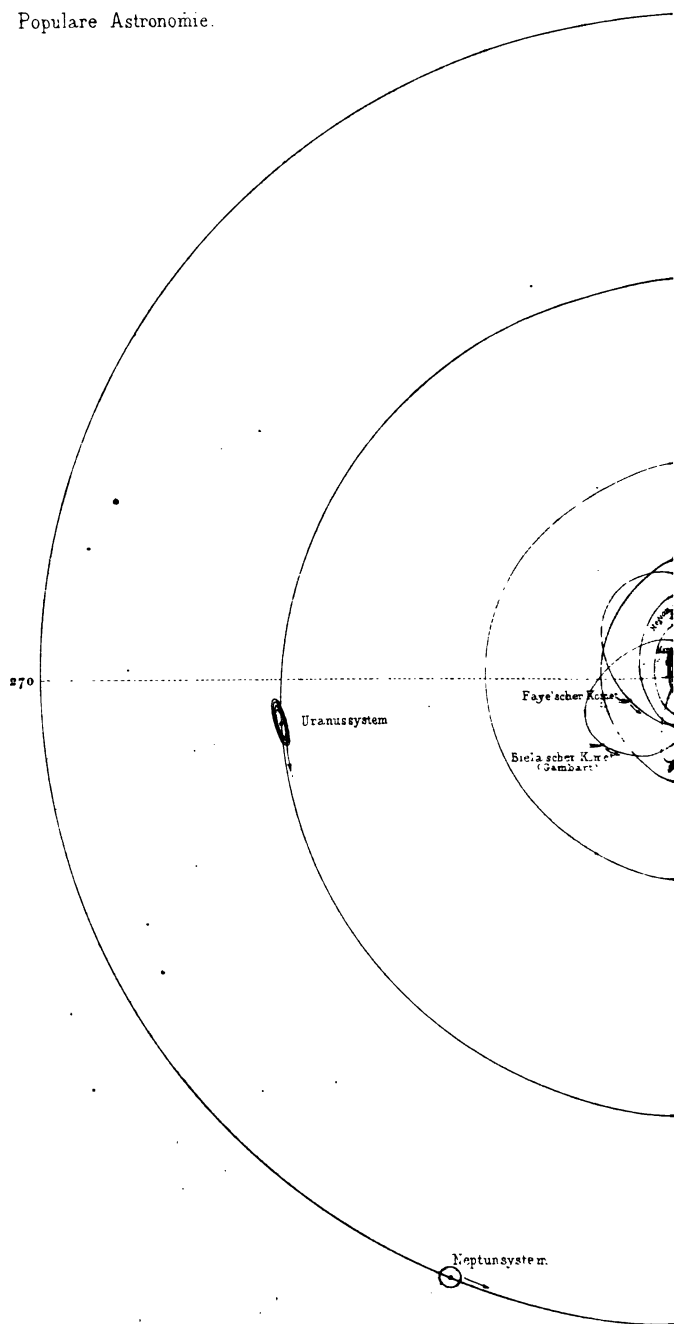 Populare Astronomie.
270
Faye'scher Komet
Uranussystem
Biela'scher Komet
(Gambart)
Neptunsystem.